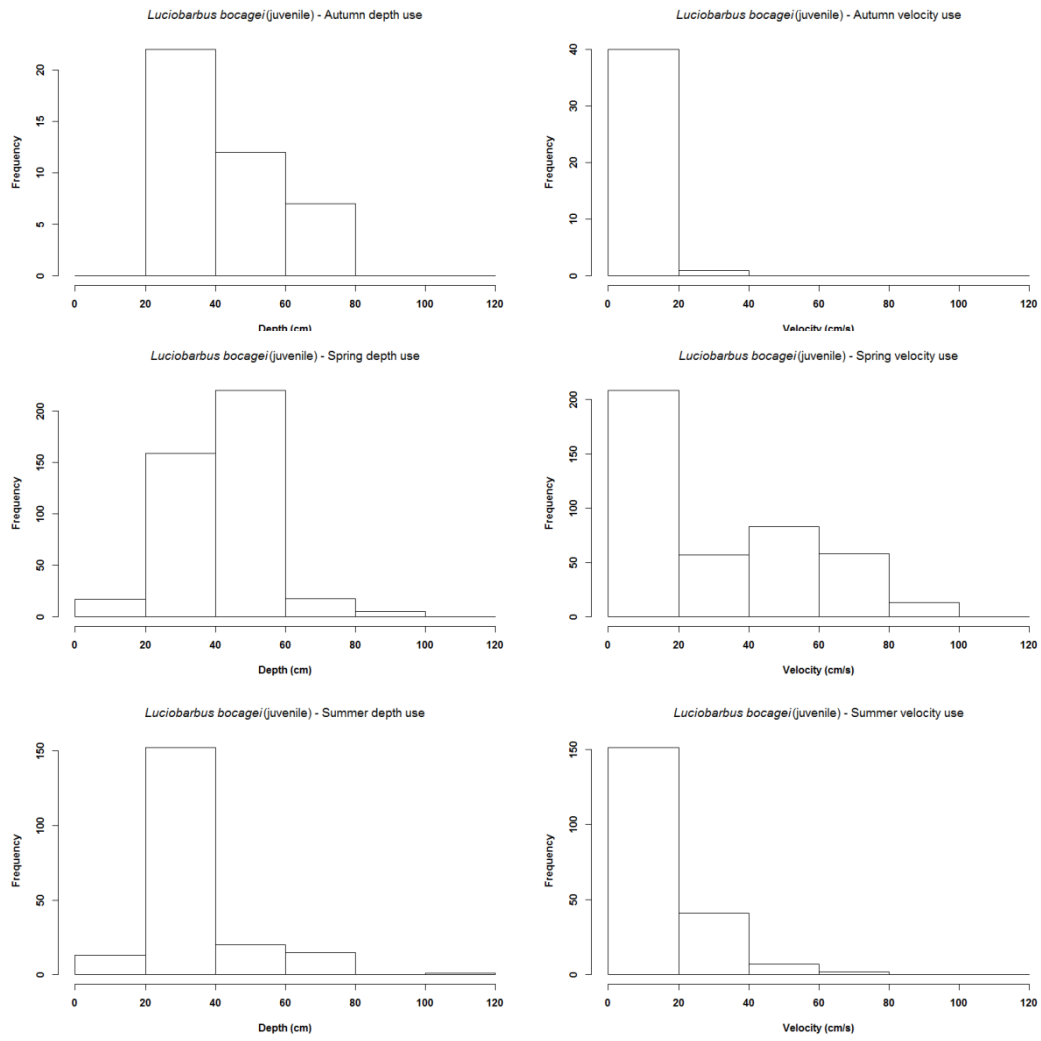 Luciobarbus bocagei (juvenile) - Autumn depth use
Frequency
20
15
10
5
0
0 20 40 60 80 100 120
Depth (cm)
Luciobarbus bocagei (juvenile) - Autumn velocity use
Frequency
40
30
20
10
0
0 20 40 60 80 100 120
Velocity (cm/s)
Luciobarbus bocagei (juvenile) - Spring depth use
Frequency
200
150
100
50
0
0 20 40 60 80 100 120
Depth (cm)
Luciobarbus bocagei (juvenile) - Spring velocity use
Frequency
200
150
100
50
0
0 20 40 60 80 100 120
Velocity (cm/s)
Luciobarbus bocagei (juvenile) - Summer depth use
Frequency
150
100
50
0
0 20 40 60 80 100 120
Depth (cm)
Luciobarbus bocagei (juvenile) - Summer velocity use
Frequency
150
100
50
0
0 20 40 60 80 100 120
Velocity (cm/s)